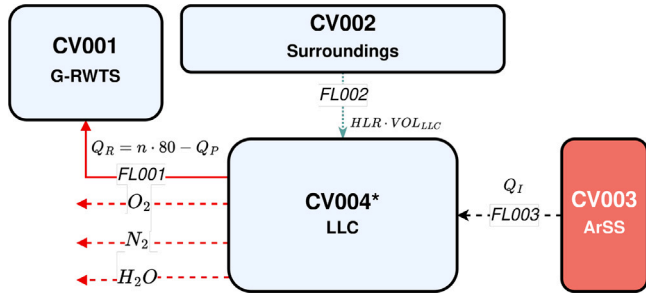 CV001
G-RWTS
CV002
Surroundings
FL002
HLR · VOL_LLC
Q_R = n · 80 − Q_P
FL001
O_2
N_2
H_2O
CV004*
LLC
Q_I
FL003
CV003
ArSS